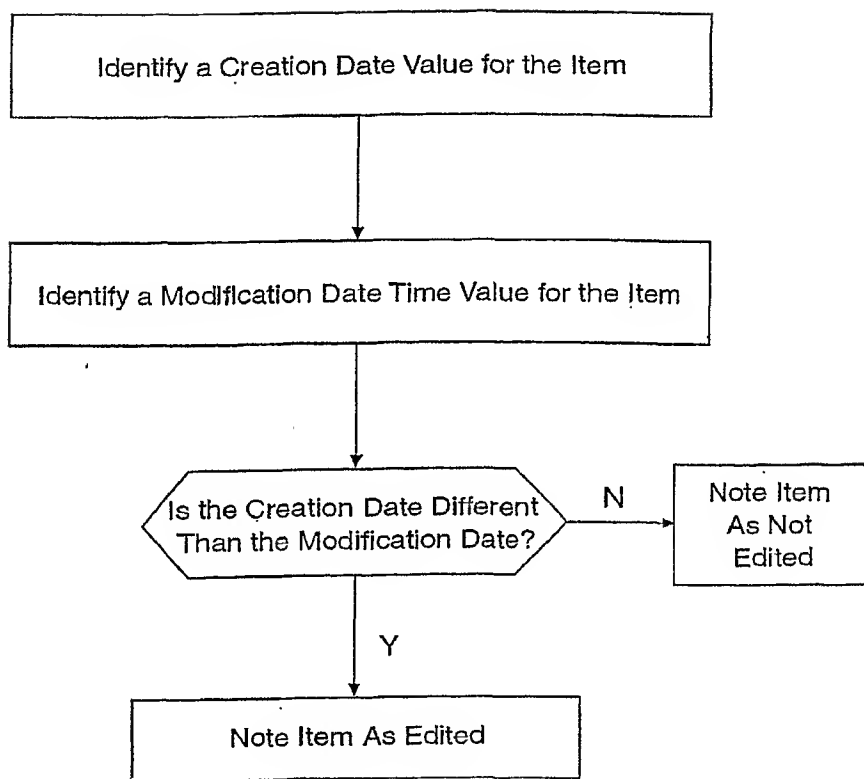 Identify a Creation Date Value for the Item
Identify a Modification Date Time Value for the Item
Is the Creation Date Different
Than the Modification Date?
N
Note Item
As Not
Edited
Y
Note Item As Edited